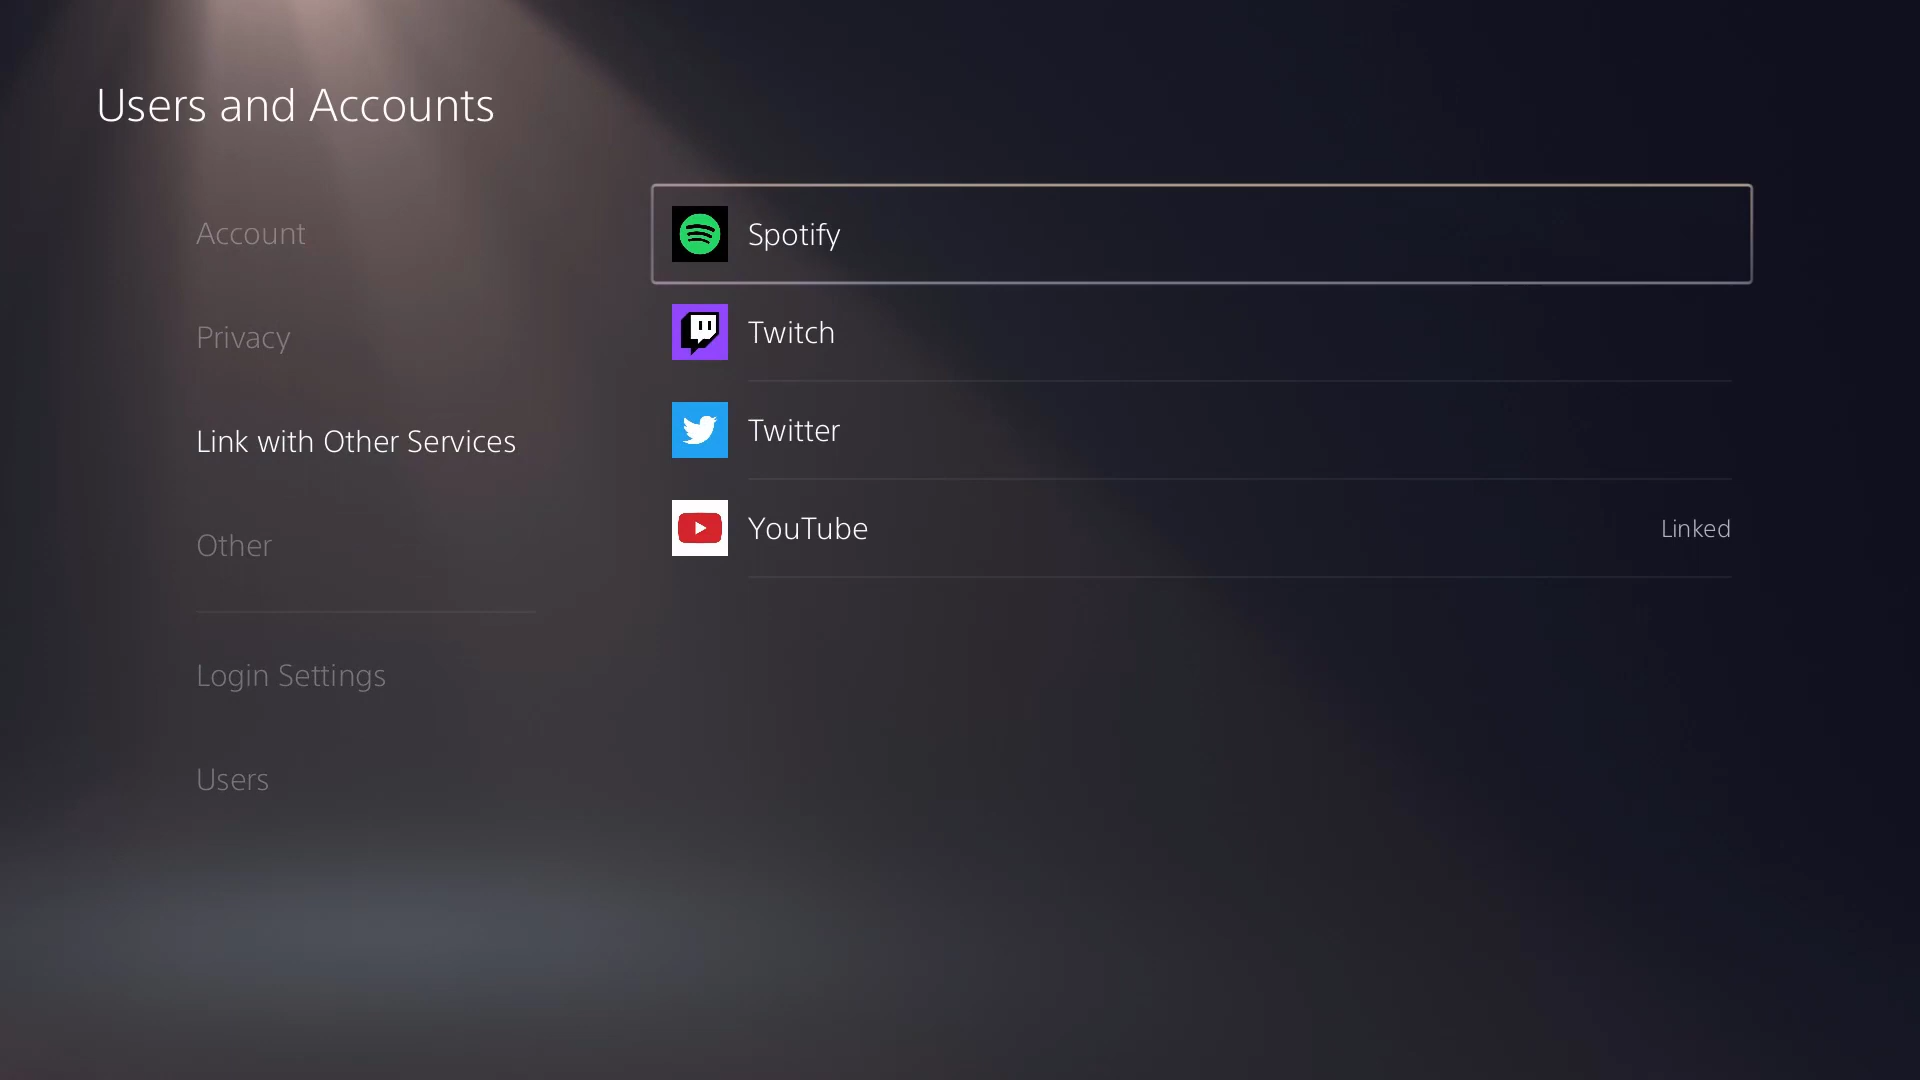 Users and Accounts
Account
Privacy
Link with Other Services
Other
Login Settings
Users
Spotify
Twitch
Twitter
YouTube
Linked